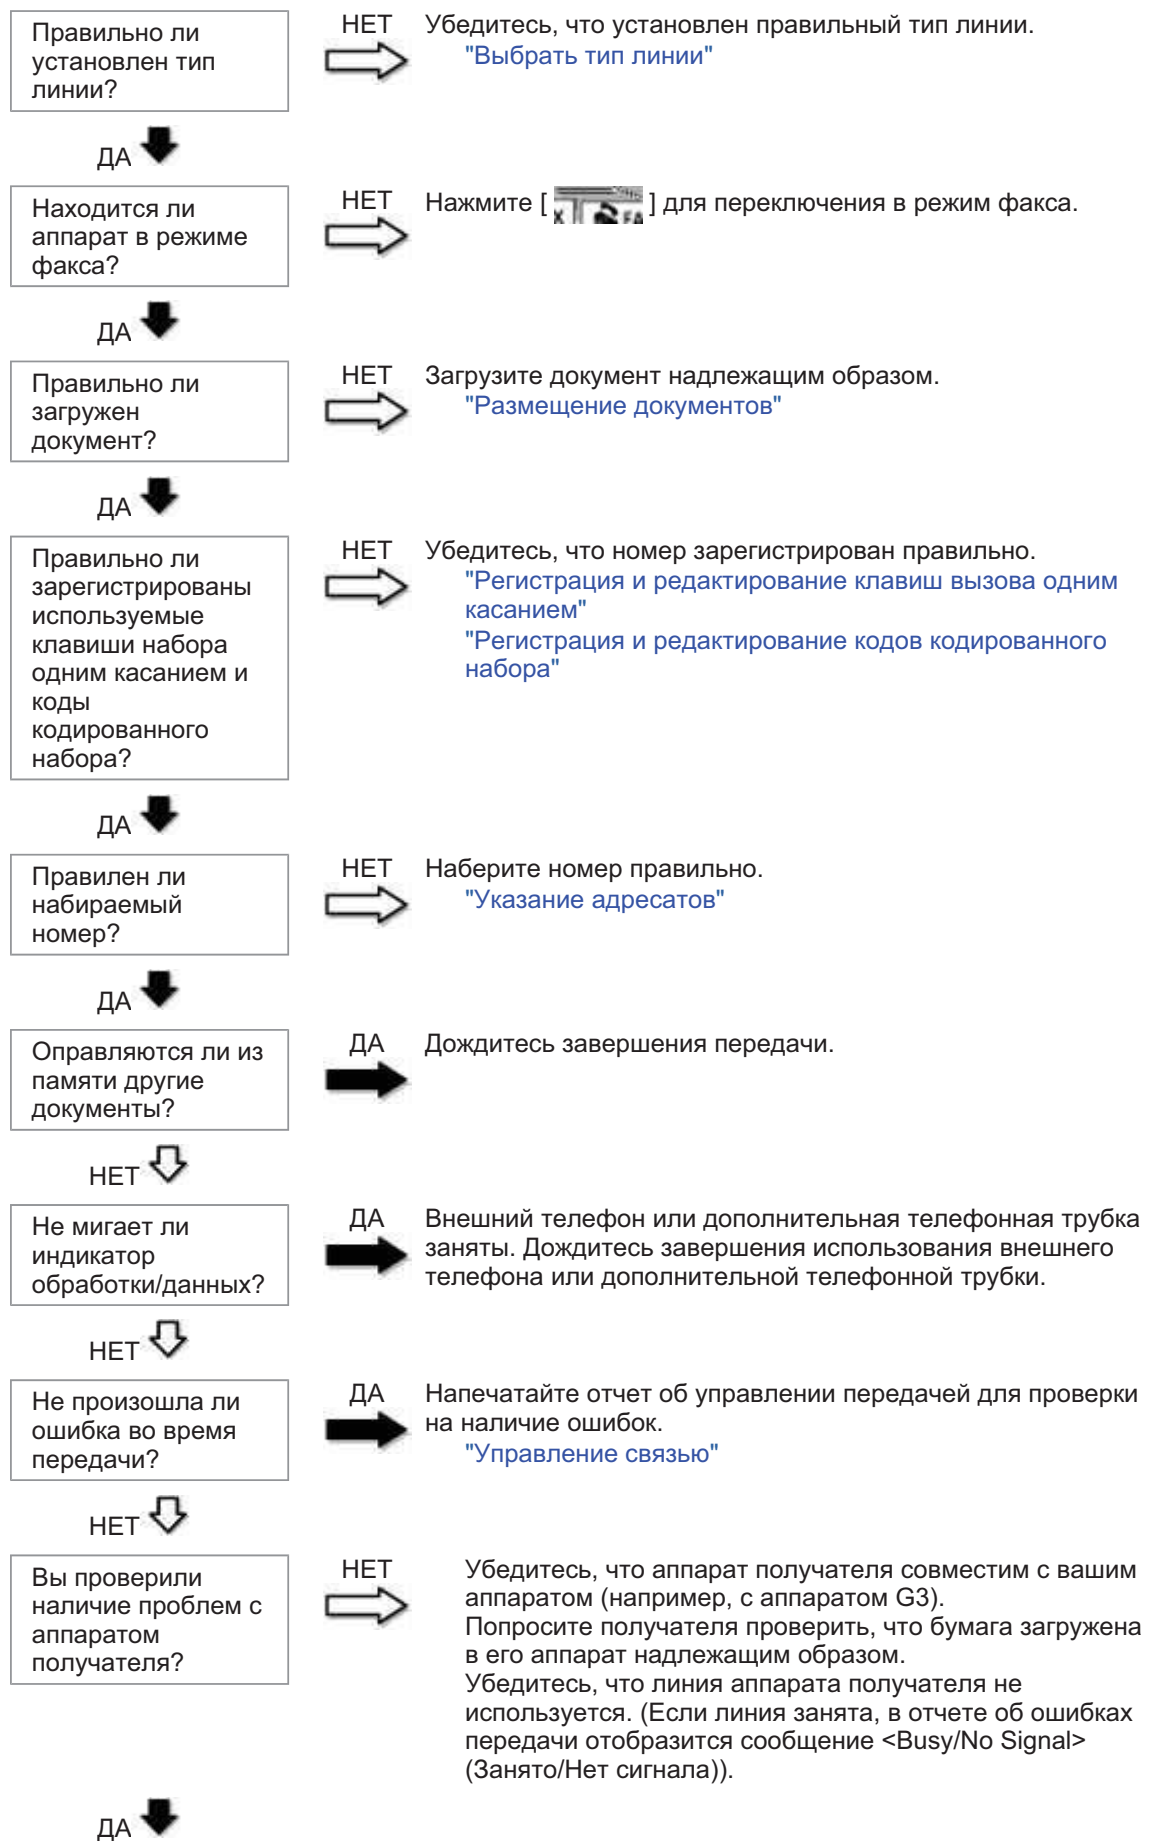 Правильно ли
установлен тип
линии?
НЕТ
Убедитесь, что установлен правильный тип линии.
"Выбрать тип линии"
ДА
Находится ли
аппарат в режиме
факса?
НЕТ
Нажмите [ ] для переключения в режим факса.
ДА
Правильно ли
загружен
документ?
НЕТ
Загрузите документ надлежащим образом.
"Размещение документов"
ДА
Правильно ли
зарегистрированы
используемые
клавиши набора
одним касанием и
коды
кодированного
набора?
НЕТ
Убедитесь, что номер зарегистрирован правильно.
"Регистрация и редактирование клавиш вызова одним
касанием"
"Регистрация и редактирование кодов кодированного
набора"
ДА
Правилен ли
набираемый
номер?
НЕТ
Наберите номер правильно.
"Указание адресатов"
ДА
Оправляются ли из
памяти другие
документы?
ДА
Дождитесь завершения передачи.
НЕТ
Не мигает ли
индикатор
обработки/данных?
ДА
Внешний телефон или дополнительная телефонная трубка
заняты. Дождитесь завершения использования внешнего
телефона или дополнительной телефонной трубки.
НЕТ
Не произошла ли
ошибка во время
передачи?
ДА
Напечатайте отчет об управлении передачей для проверки
на наличие ошибок.
"Управление связью"
НЕТ
Вы проверили
наличие проблем с
аппаратом
получателя?
НЕТ
Убедитесь, что аппарат получателя совместим с вашим
аппаратом (например, с аппаратом G3).
Попросите получателя проверить, что бумага загружена
в его аппарат надлежащим образом.
Убедитесь, что линия аппарата получателя не
используется. (Если линия занята, в отчете об ошибках
передачи отобразится сообщение <Busy/No Signal>
(Занято/Нет сигнала)).
ДА